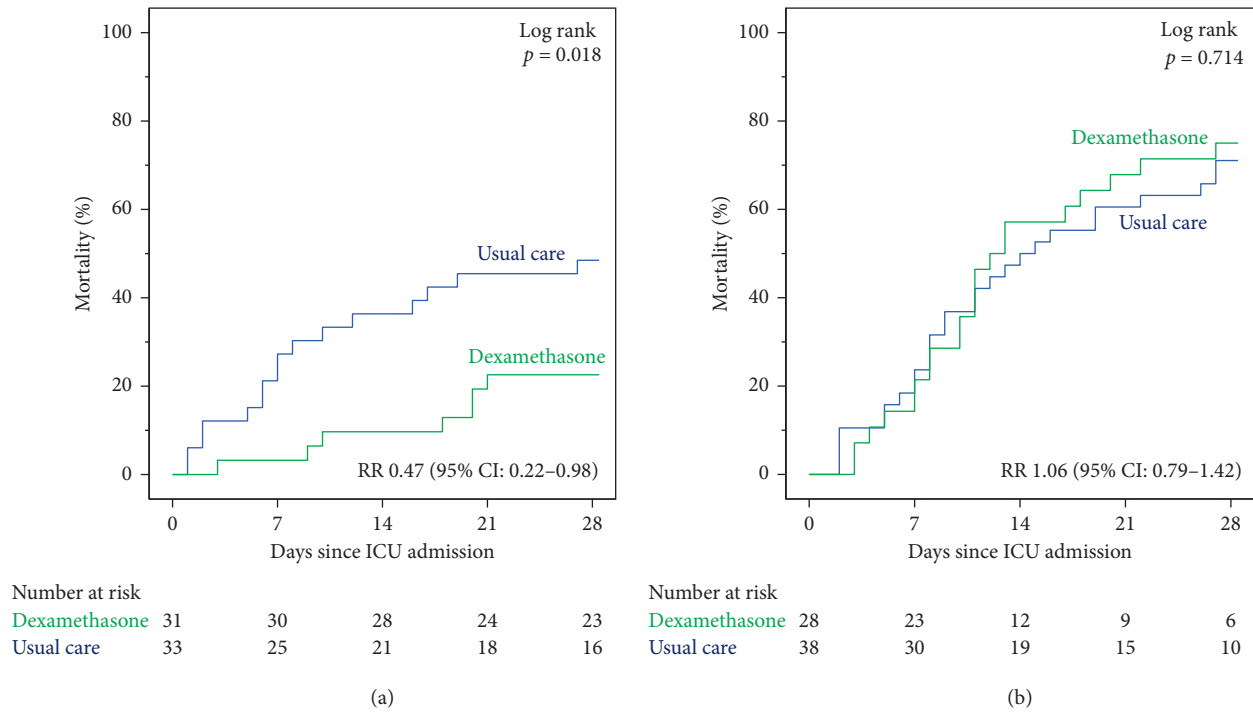 100
80
60
40
20
0
Mortality (%)
Log rank
p = 0.018
Usual care
Dexamethasone
RR 0.47 (95% CI: 0.22–0.98)
0 7 14 21 28
Days since ICU admission
Number at risk
Dexamethasone 31 30 28 24 23
Usual care 33 25 21 18 16
(a)
100
80
60
40
20
0
Mortality (%)
Log rank
p = 0.714
Dexamethasone
Usual care
RR 1.06 (95% CI: 0.79–1.42)
0 7 14 21 28
Days since ICU admission
Number at risk
Dexamethasone 28 23 12 9 6
Usual care 38 30 19 15 10
(b)